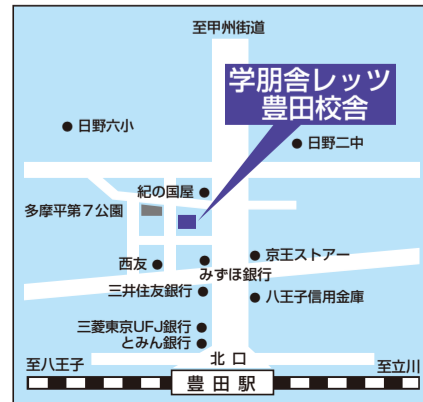 至甲州街道
学朋舎レッツ
豊田校舎
日野六小
日野二中
紀の国屋
多摩平第7公園
西友
京王ストアー
みずほ銀行
三井住友銀行
八王子信用金庫
三菱東京UFJ銀行
とみん銀行
北口
至八王子
至立川
豊田駅